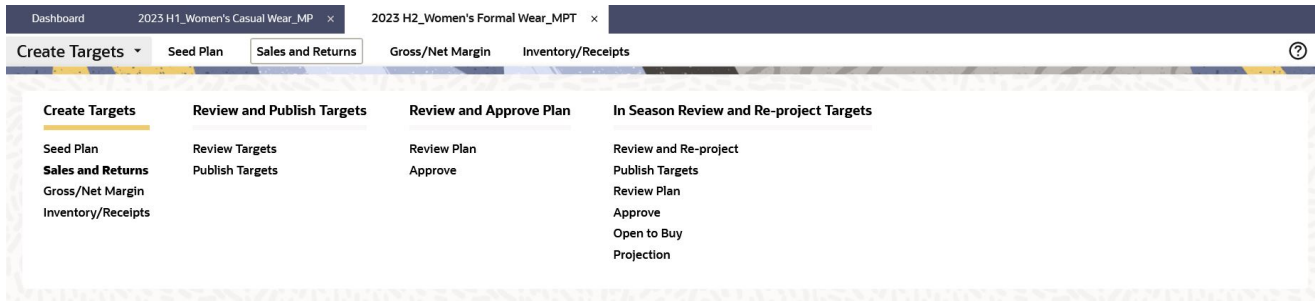 Dashboard 2023 H1_Women's Casual Wear_MP × 2023 H2_Women's Formal Wear_MPT ×
Create Targets Seed Plan Sales and Returns Gross/Net Margin Inventory/Receipts ?
Create Targets Review and Publish Targets Review and Approve Plan In Season Review and Re-project Targets
Seed Plan Review Targets Review Plan Review and Re-project
Sales and Returns Publish Targets Approve Publish Targets
Gross/Net Margin Review Plan
Inventory/Receipts Approve
Open to Buy
Projection